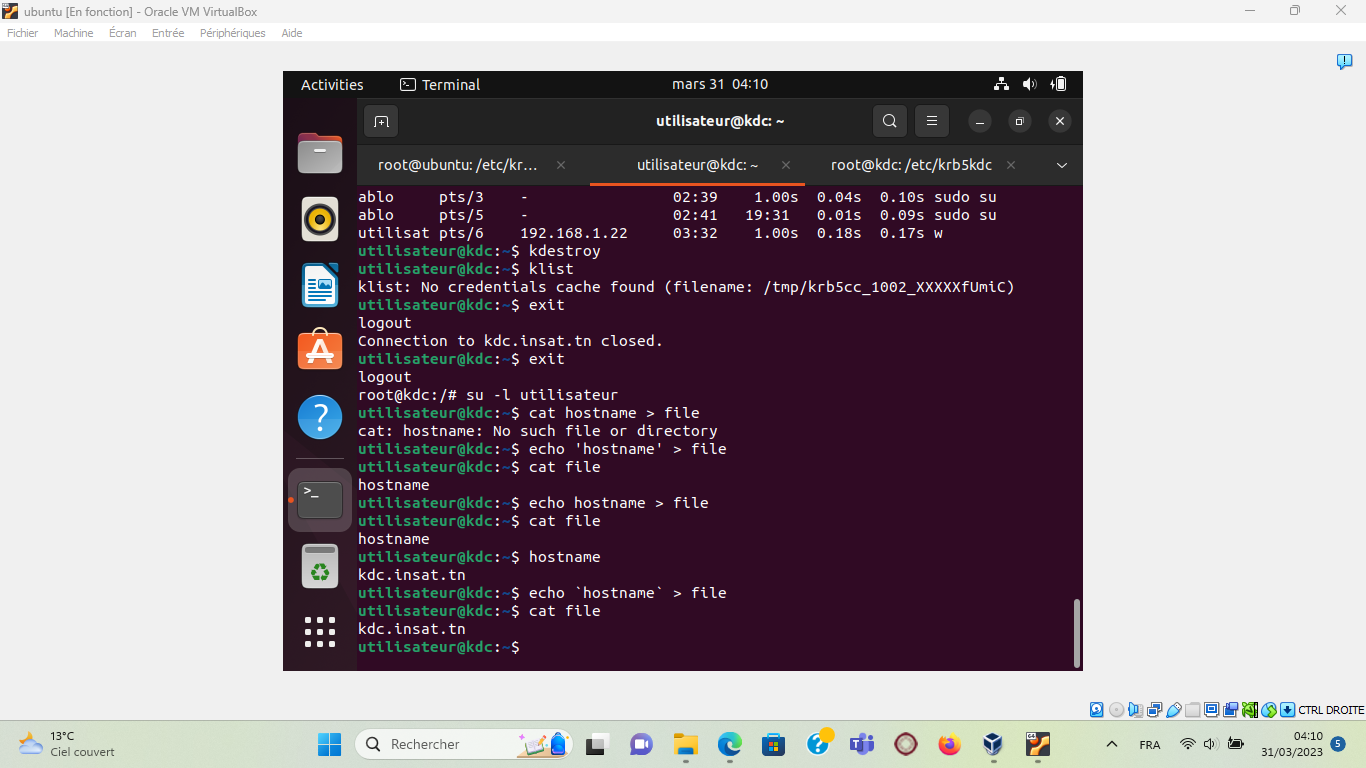 ubuntu [En fonction] - Oracle VM VirtualBox
Fichier Machine Écran Entrée Périphériques Aide
Activities Terminal mars 31 04:10
utilisateur@kdc: ~
root@ubuntu: /etc/kr... × utilisateur@kdc: ~ × root@kdc: /etc/krb5kdc ×
ablo     pts/3    -                02:39    1.00s  0.04s  0.10s sudo su
ablo     pts/5    -                02:41   19:31   0.01s  0.09s sudo su
utilisat pts/6    192.168.1.22     03:32    1.00s  0.18s  0.17s w
utilisateur@kdc:~$ kdestroy
utilisateur@kdc:~$ klist
klist: No credentials cache found (filename: /tmp/krb5cc_1002_XXXXXfUmiC)
utilisateur@kdc:~$ exit
logout
Connection to kdc.insat.tn closed.
utilisateur@kdc:~$ exit
logout
root@kdc:/# su -l utilisateur
utilisateur@kdc:~$ cat hostname > file
cat: hostname: No such file or directory
utilisateur@kdc:~$ echo 'hostname' > file
utilisateur@kdc:~$ cat file
hostname
utilisateur@kdc:~$ echo hostname > file
utilisateur@kdc:~$ cat file
hostname
utilisateur@kdc:~$ hostname
kdc.insat.tn
utilisateur@kdc:~$ echo `hostname` > file
utilisateur@kdc:~$ cat file
kdc.insat.tn
utilisateur@kdc:~$
CTRL DROITE
13°C
Ciel couvert
Rechercher
FRA
04:10
31/03/2023
5